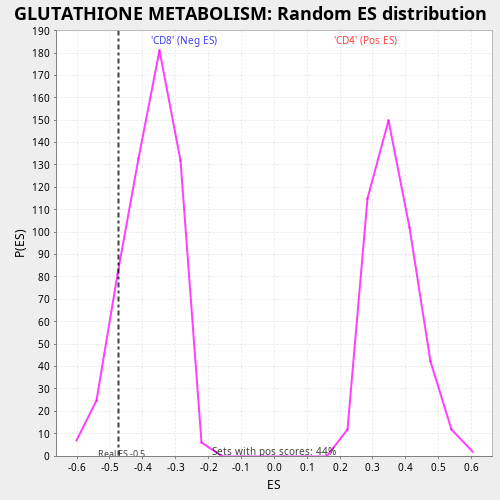 GLUTATHIONE METABOLISM: Random ES distribution
'CD8' (Neg ES)
'CD4' (Pos ES)
190
180
170
160
150
140
130
120
110
100
90
80
70
60
50
40
30
20
10
0
P(ES)
Real ES -0.5
Sets with pos scores: 44%
-0.6 -0.5 -0.4 -0.3 -0.2 -0.1 0.0 0.1 0.2 0.3 0.4 0.5 0.6
ES